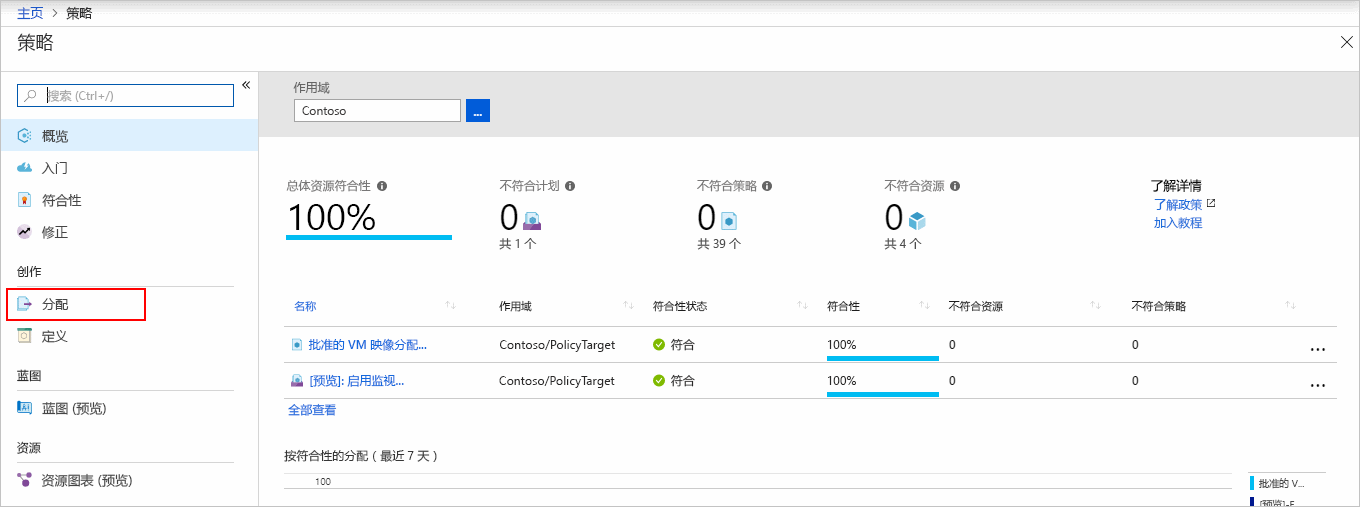 主页 > 策略
策略
搜索 (Ctrl+/)
概览
入门
符合性
修正
创作
分配
定义
蓝图
蓝图 (预览)
资源
资源图表 (预览)
作用域
Contoso
...
总体资源符合性
100%
不符合计划
0
共 1 个
不符合策略
0
共 39 个
不符合资源
0
共 4 个
了解详情
了解政策
加入教程
名称 作用域 符合性状态 符合性 不符合资源 不符合策略
批准的 VM 映像分配... Contoso/PolicyTarget 符合 100% 0 0 ...
[预览]: 启用监视... Contoso/PolicyTarget 符合 100% 0 0 ...
全部查看
按符合性的分配（最近 7 天）
100
批准的 V...